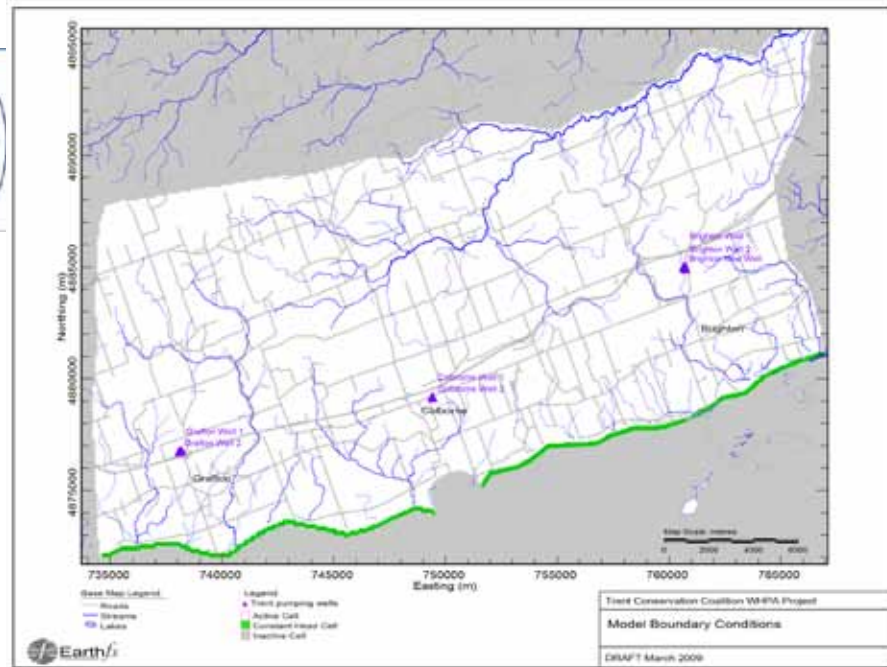 4895000
4890000
4885000
4880000
4875000
Northing (m)
Brighton Well 1
Brighton Well 2
Brighton New Well
Brighton
Colborne Well 1
Colborne Well 2
Colborne
Grafton Well 1
Grafton Well 2
Grafton
Map Scale: metres
0 2000 4000 6000
735000 740000 745000 750000 755000 760000 765000
Easting (m)
Base Map Legend
Roads
Streams
Lakes
Legend
Trent pumping wells
Active Cell
Constant Head Cell
Inactive Cell
Earthfx
Trent Conservation Coalition WHPA Project
Model Boundary Conditions
DRAFT March 2009